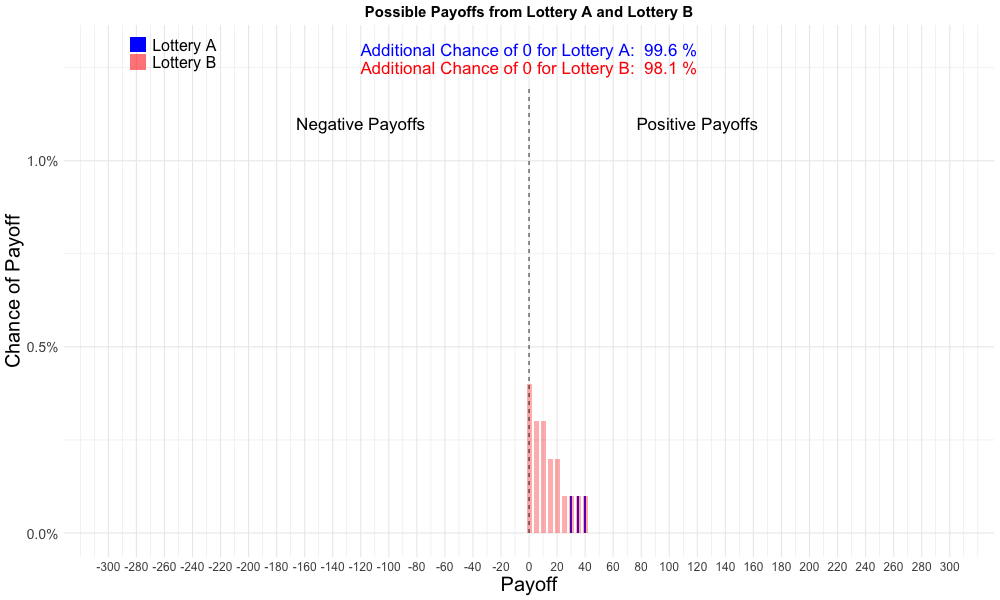 Possible Payoffs from Lottery A and Lottery B
Lottery A
Lottery B
Additional Chance of 0 for Lottery A: 99.6 %
Additional Chance of 0 for Lottery B: 98.1 %
Negative Payoffs
Positive Payoffs
Chance of Payoff
1.0%
0.5%
0.0%
-300 -280 -260 -240 -220 -200 -180 -160 -140 -120 -100 -80 -60 -40 -20 0 20 40 60 80 100 120 140 160 180 200 220 240 260 280 300
Payoff